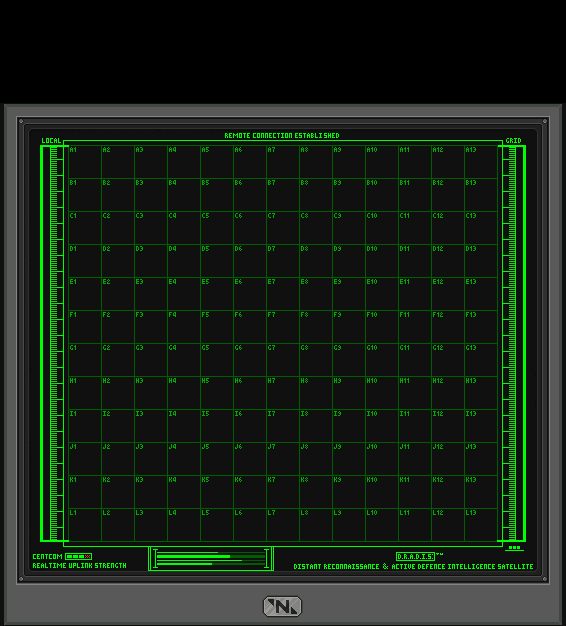 REMOTE CONNECTION ESTABLISHED
LOCAL
GRID
A1 A2 A3 A4 A5 A6 A7 A8 A9 A10 A11 A12 A13
B1 B2 B3 B4 B5 B6 B7 B8 B9 B10 B11 B12 B13
C1 C2 C3 C4 C5 C6 C7 C8 C9 C10 C11 C12 C13
D1 D2 D3 D4 D5 D6 D7 D8 D9 D10 D11 D12 D13
E1 E2 E3 E4 E5 E6 E7 E8 E9 E10 E11 E12 E13
F1 F2 F3 F4 F5 F6 F7 F8 F9 F10 F11 F12 F13
G1 G2 G3 G4 G5 G6 G7 G8 G9 G10 G11 G12 G13
H1 H2 H3 H4 H5 H6 H7 H8 H9 H10 H11 H12 H13
I1 I2 I3 I4 I5 I6 I7 I8 I9 I10 I11 I12 I13
J1 J2 J3 J4 J5 J6 J7 J8 J9 J10 J11 J12 J13
K1 K2 K3 K4 K5 K6 K7 K8 K9 K10 K11 K12 K13
L1 L2 L3 L4 L5 L6 L7 L8 L9 L10 L11 L12 L13
CENTCOM
REALTIME UPLINK STRENGTH
D.R.A.D.I.S.™
DISTANT RECONNAISSANCE & ACTIVE DEFENCE INTELLIGENCE SATELLITE
N